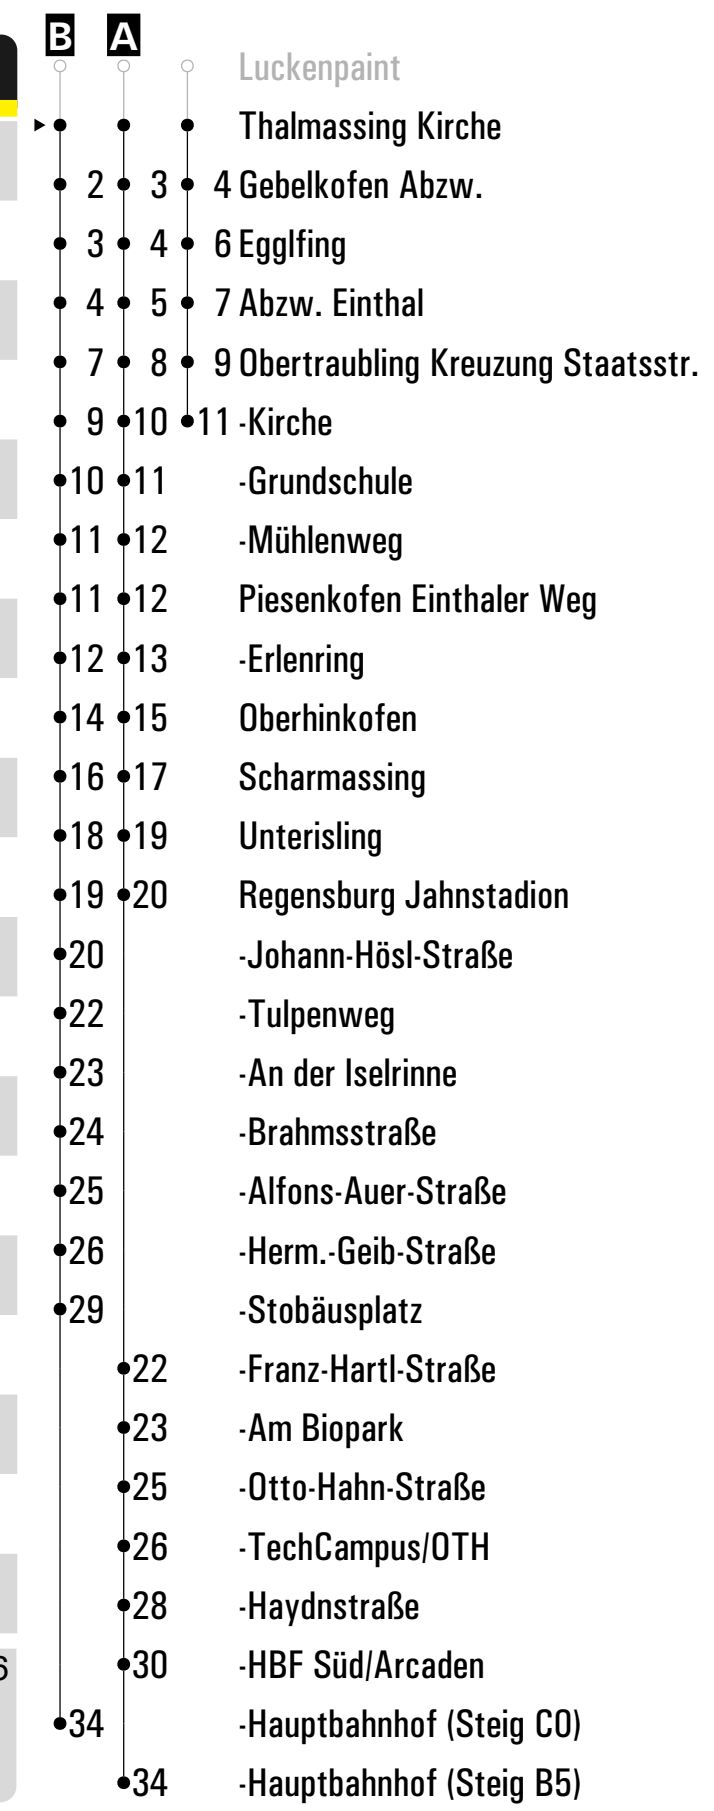 B A
Luckenpaint
Thalmassing Kirche
2 3 4 Gebelkofen Abzw.
3 4 6 Egglfing
4 5 7 Abzw. Einthal
7 8 9 Obertraubling Kreuzung Staatsstr.
9 10 11 -Kirche
10 11 -Grundschule
11 12 -Mühlenweg
11 12 Piesenkofen Einthaler Weg
12 13 -Erlenring
14 15 Oberhinkofen
16 17 Scharmassing
18 19 Unterisling
19 20 Regensburg Jahnstadion
20 -Johann-Hösl-Straße
22 -Tulpenweg
23 -An der Iselrinne
24 -Brahmsstraße
25 -Alfons-Auer-Straße
26 -Herm.-Geib-Straße
29 -Stobäusplatz
22 -Franz-Hartl-Straße
23 -Am Biopark
25 -Otto-Hahn-Straße
26 -TechCampus/OTH
28 -Haydnstraße
30 -HBF Süd/Arcaden
34 -Hauptbahnhof (Steig C0)
34 -Hauptbahnhof (Steig B5)